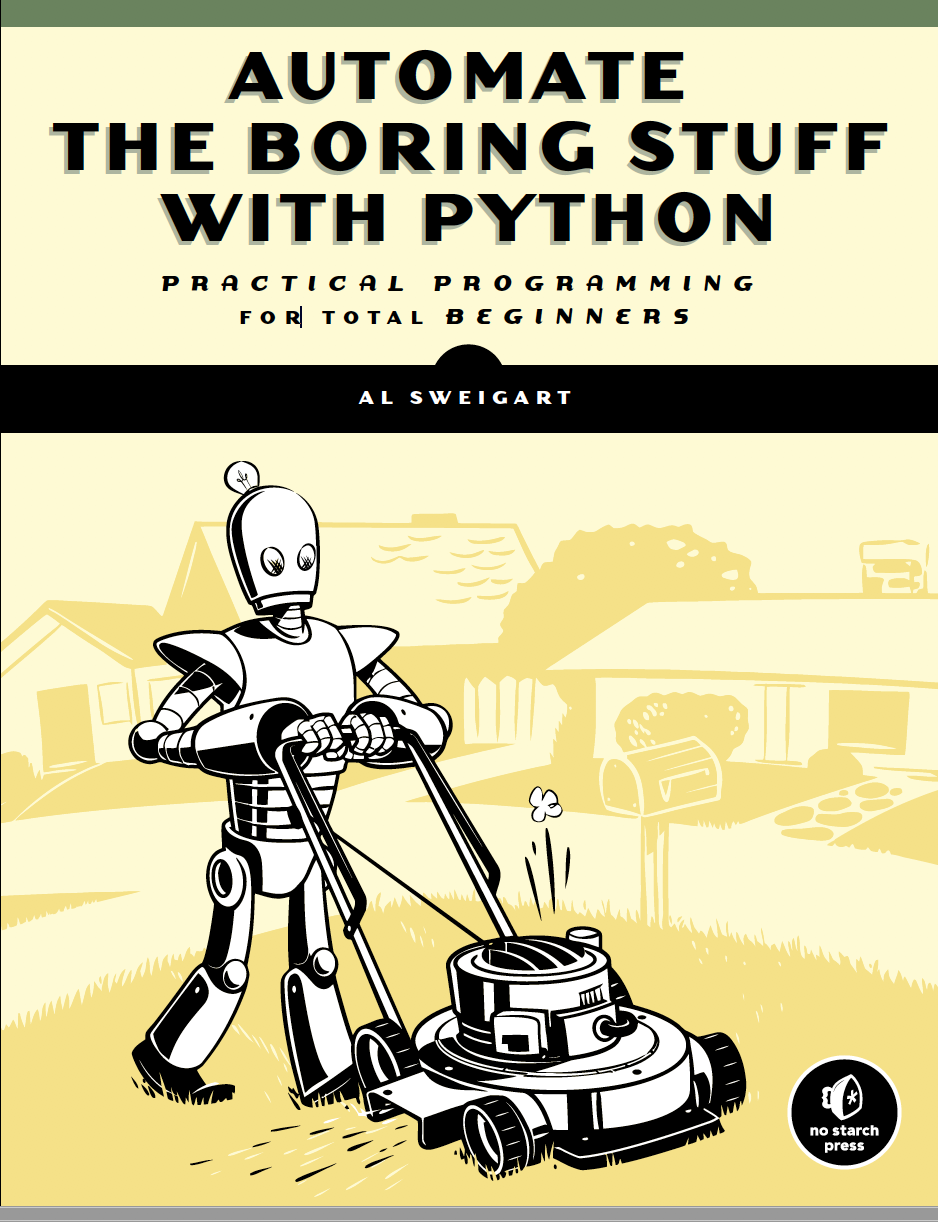 AUTOMATE
THE BORING STUFF
WITH PYTHON
PRACTICAL PROGRAMMING
FOR TOTAL BEGINNERS
AL SWEIGART
no starch
press